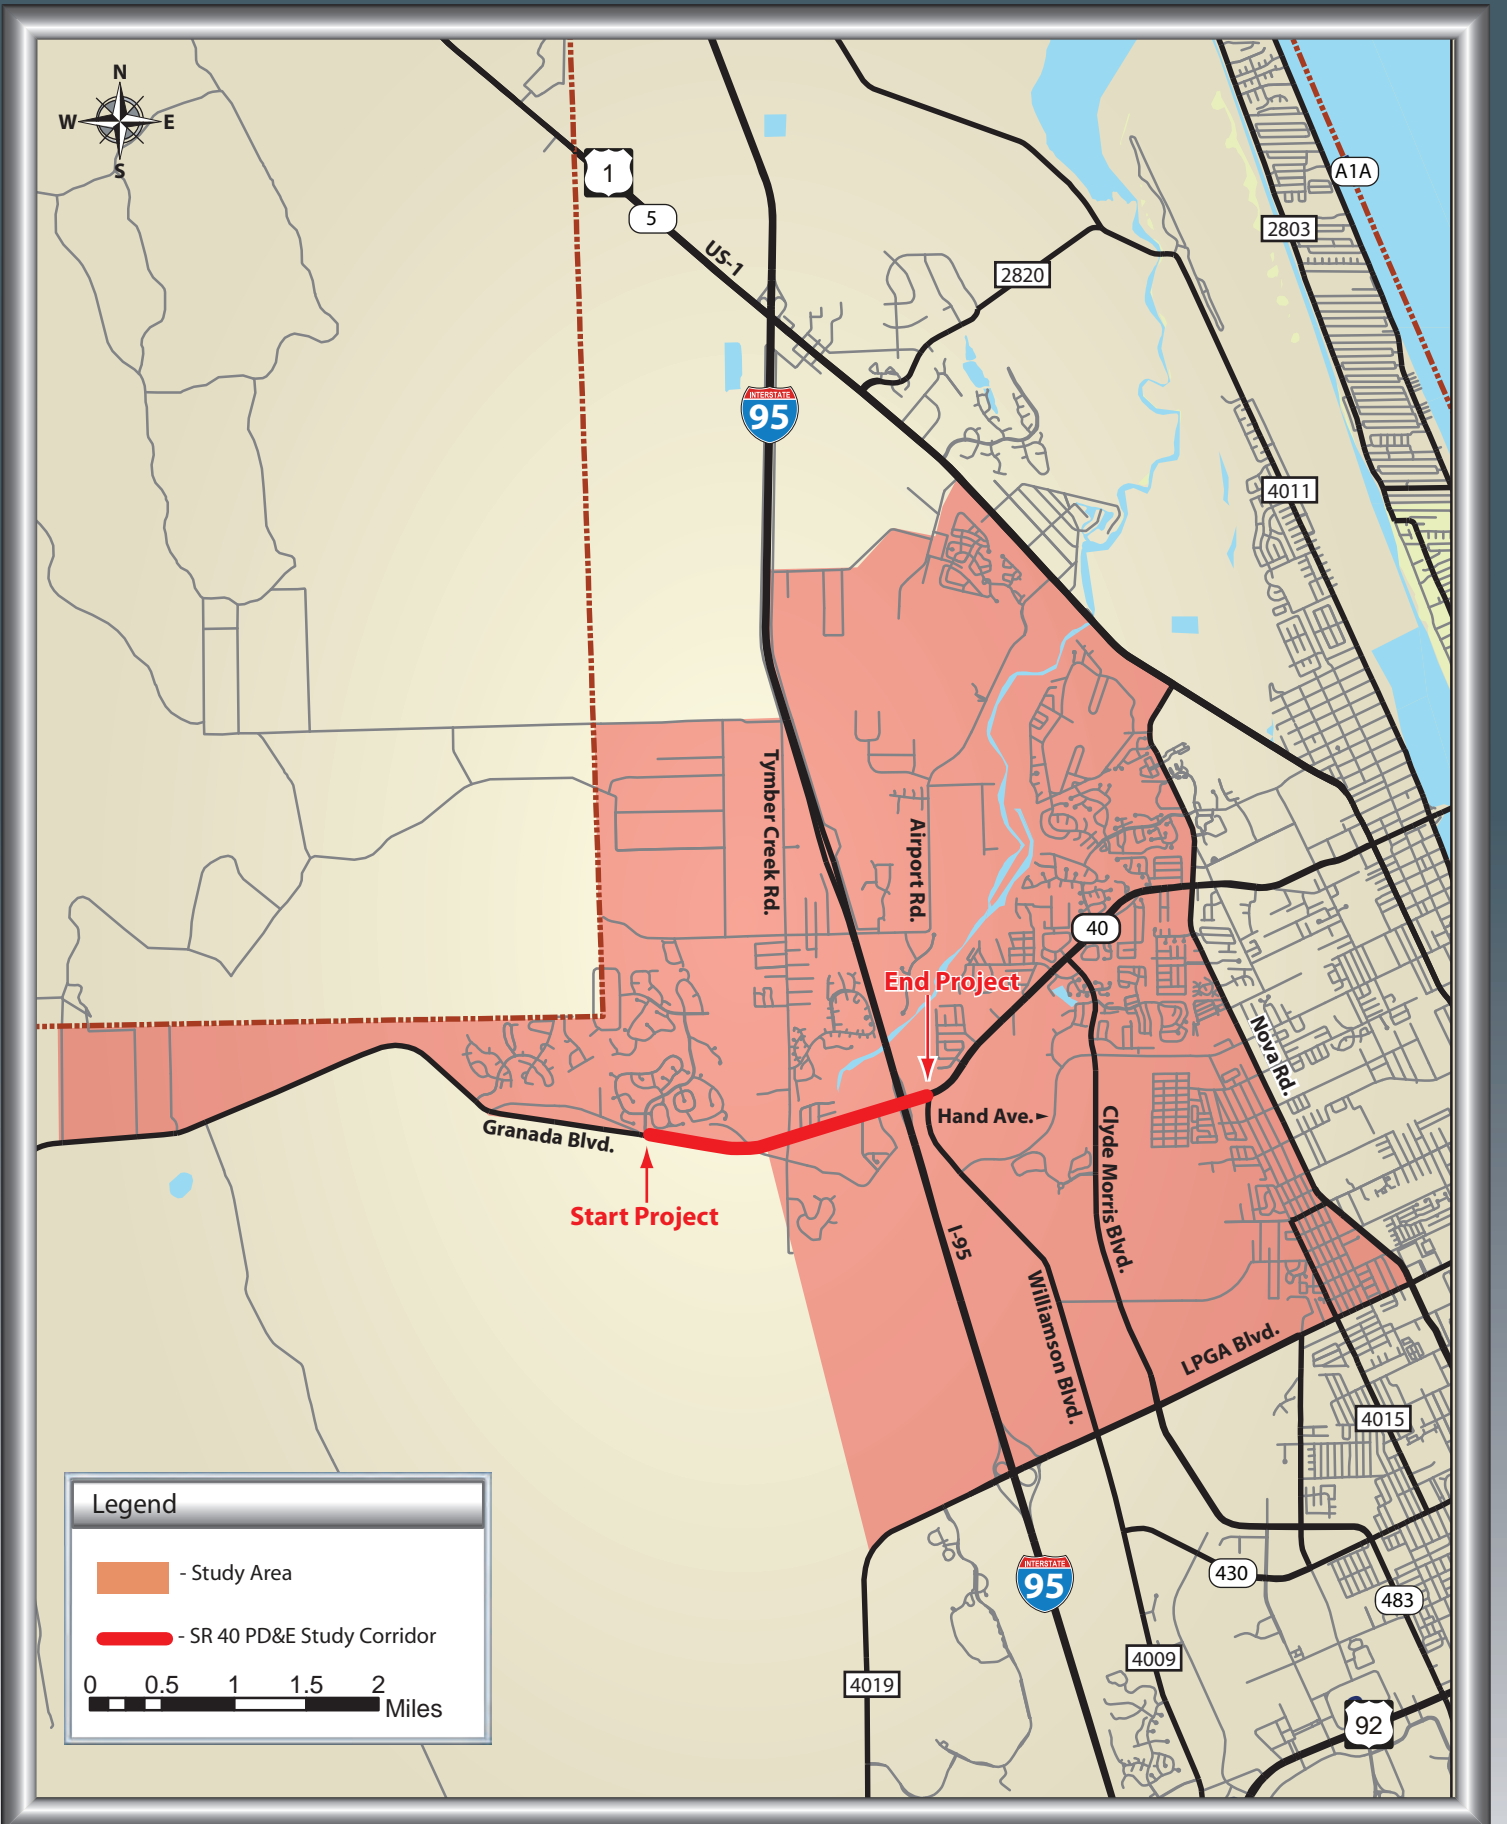 N
W
E
S
1
5
US-1
A1A
2803
2820
INTERSTATE
95
4011
Tymber Creek Rd.
Airport Rd.
40
End Project
Nova Rd.
Hand Ave.
Granada Blvd.
Clyde Morris Blvd.
Start Project
I-95
Williamson Blvd.
LPGA Blvd.
4015
INTERSTATE
95
430
483
4009
4019
92
Legend
- Study Area
- SR 40 PD&E Study Corridor
0 0.5 1 1.5 2
Miles